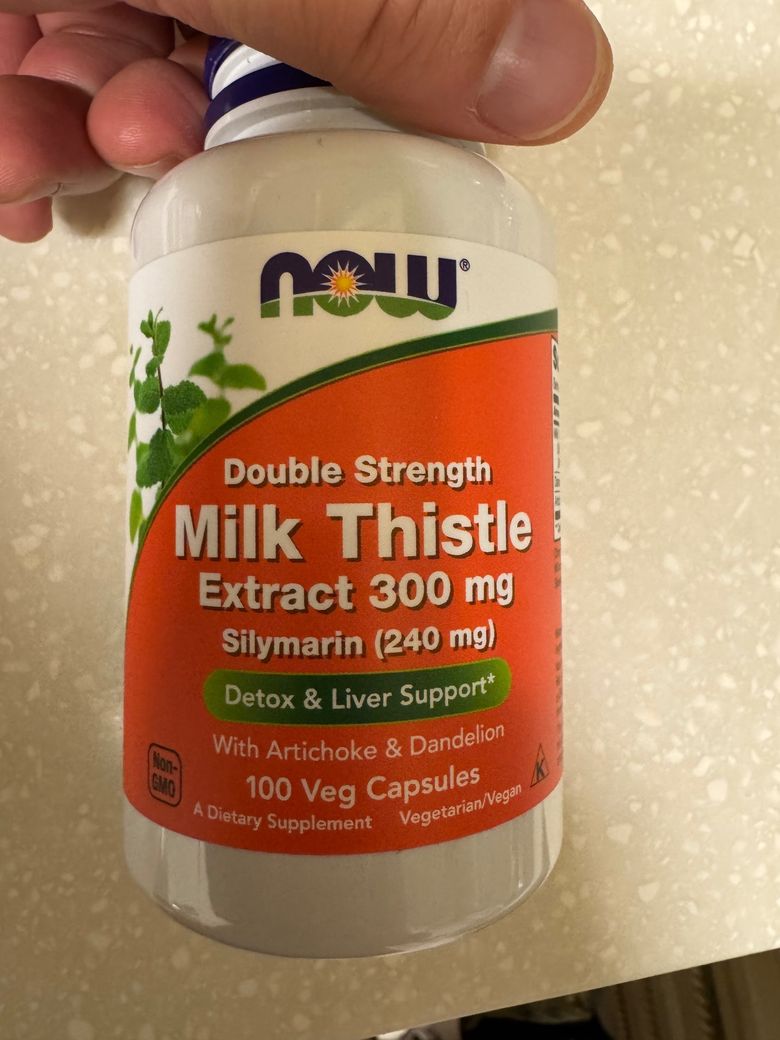 NOW®
Double Strength
Milk Thistle
Extract 300 mg
Silymarin (240 mg)
Detox & Liver Support*
With Artichoke & Dandelion
Non-
GMO
100 Veg Capsules
K
A Dietary Supplement Vegetarian/Vegan